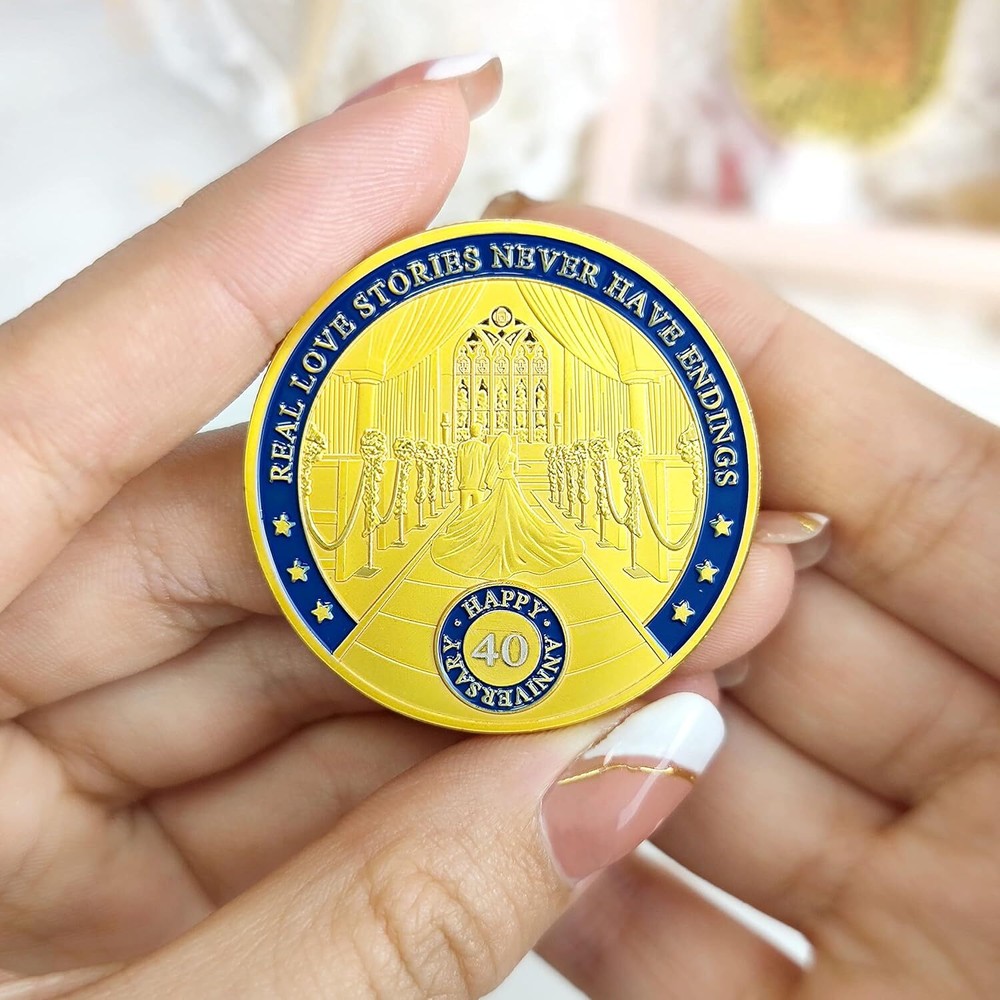 REAL LOVE STORIES NEVER HAVE ENDINGS
HAPPY
40
ANNIVERSARY